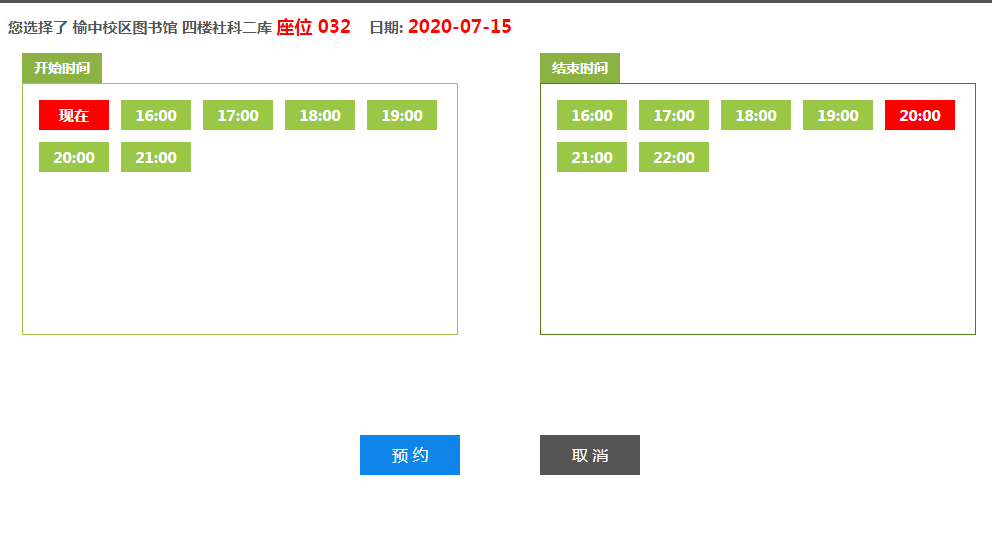 您选择了 榆中校区图书馆 四楼社科二库 座位 032 日期: 2020-07-15
开始时间
现在 16:00 17:00 18:00 19:00
20:00 21:00
结束时间
16:00 17:00 18:00 19:00 20:00
21:00 22:00
预 约
取 消